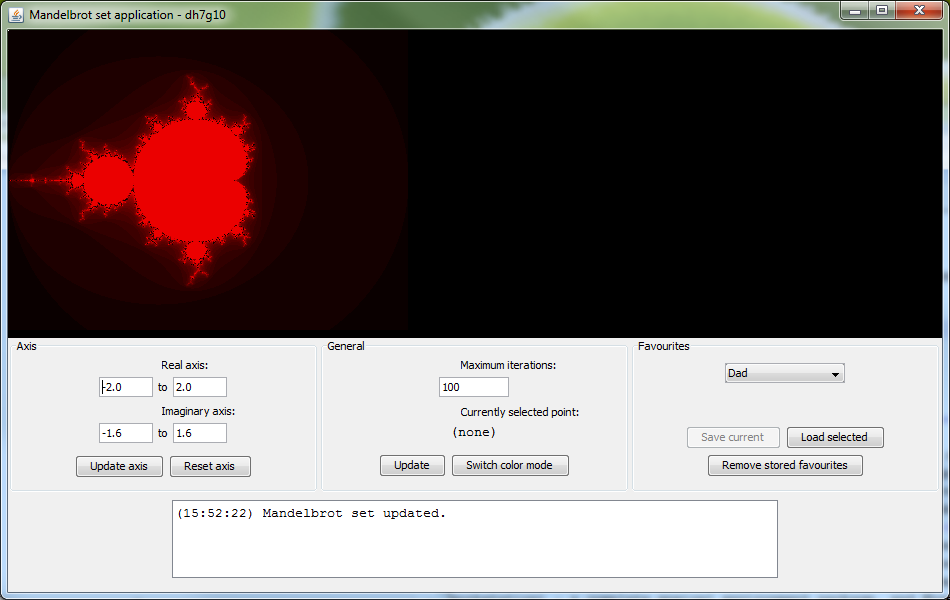 Mandelbrot set application - dh7g10
Axis
Real axis:
-2.0 to 2.0
Imaginary axis:
-1.6 to 1.6
Update axis Reset axis
General
Maximum iterations:
100
Currently selected point:
(none)
Update Switch color mode
Favourites
Dad
Save current Load selected
Remove stored favourites
(15:52:22) Mandelbrot set updated.